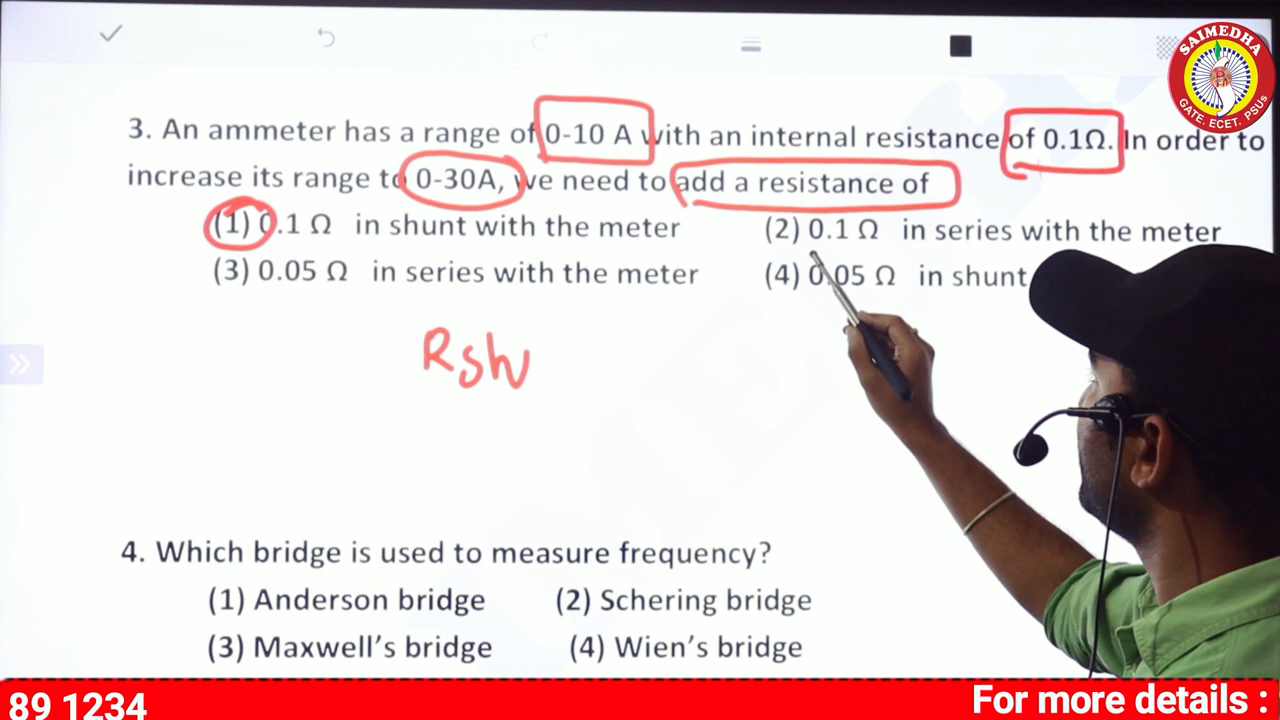 SAIMEDHA
GATE. ECET. PSUs
3. An ammeter has a range of 0-10 A with an internal resistance of 0.1Ω. In order to
increase its range to 0-30A, we need to add a resistance of
(1) 0.1 Ω in shunt with the meter (2) 0.1 Ω in series with the meter
(3) 0.05 Ω in series with the meter (4) 0.05 Ω in shunt
Rsh
4. Which bridge is used to measure frequency?
(1) Anderson bridge (2) Schering bridge
(3) Maxwell's bridge (4) Wien's bridge
89 1234 For more details :